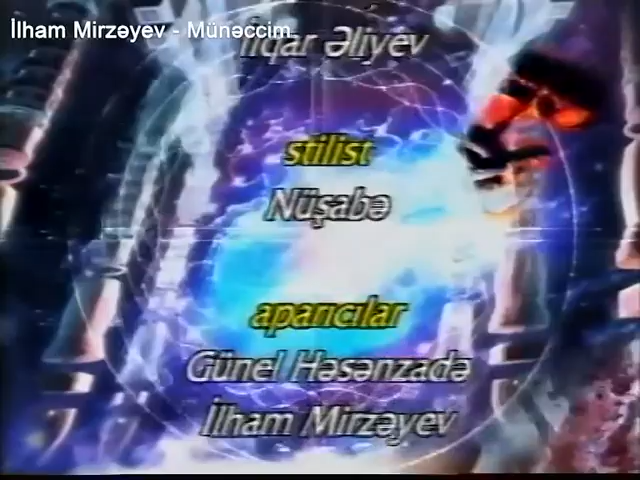 İlham Mirzəyev - Münəccim
İlqar Əliyev
stilist
Nüşabə
aparıcılar
Günel Həsənzadə
İlham Mirzəyev